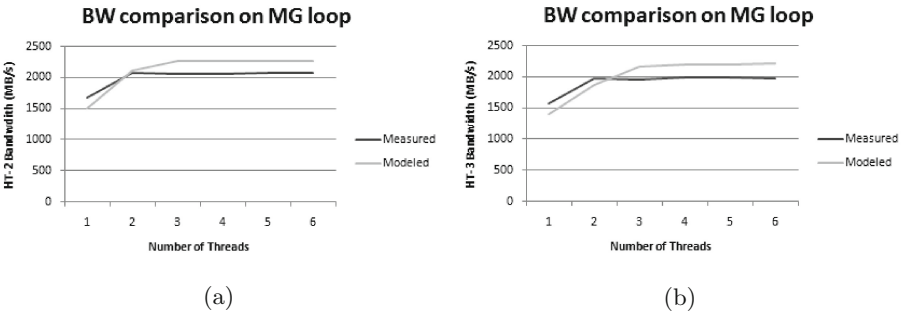 BW comparison on MG loop
2500
2000
1500
1000
500
0
HT-2 Bandwdith (MB/s)
1 2 3 4 5 6
Number of Threads
Measured
Modeled
(a)
BW comparison on MG loop
2500
2000
1500
1000
500
0
HT-3 Bandwidth (MB/s)
1 2 3 4 5 6
Number of Threads
Measured
Modeled
(b)